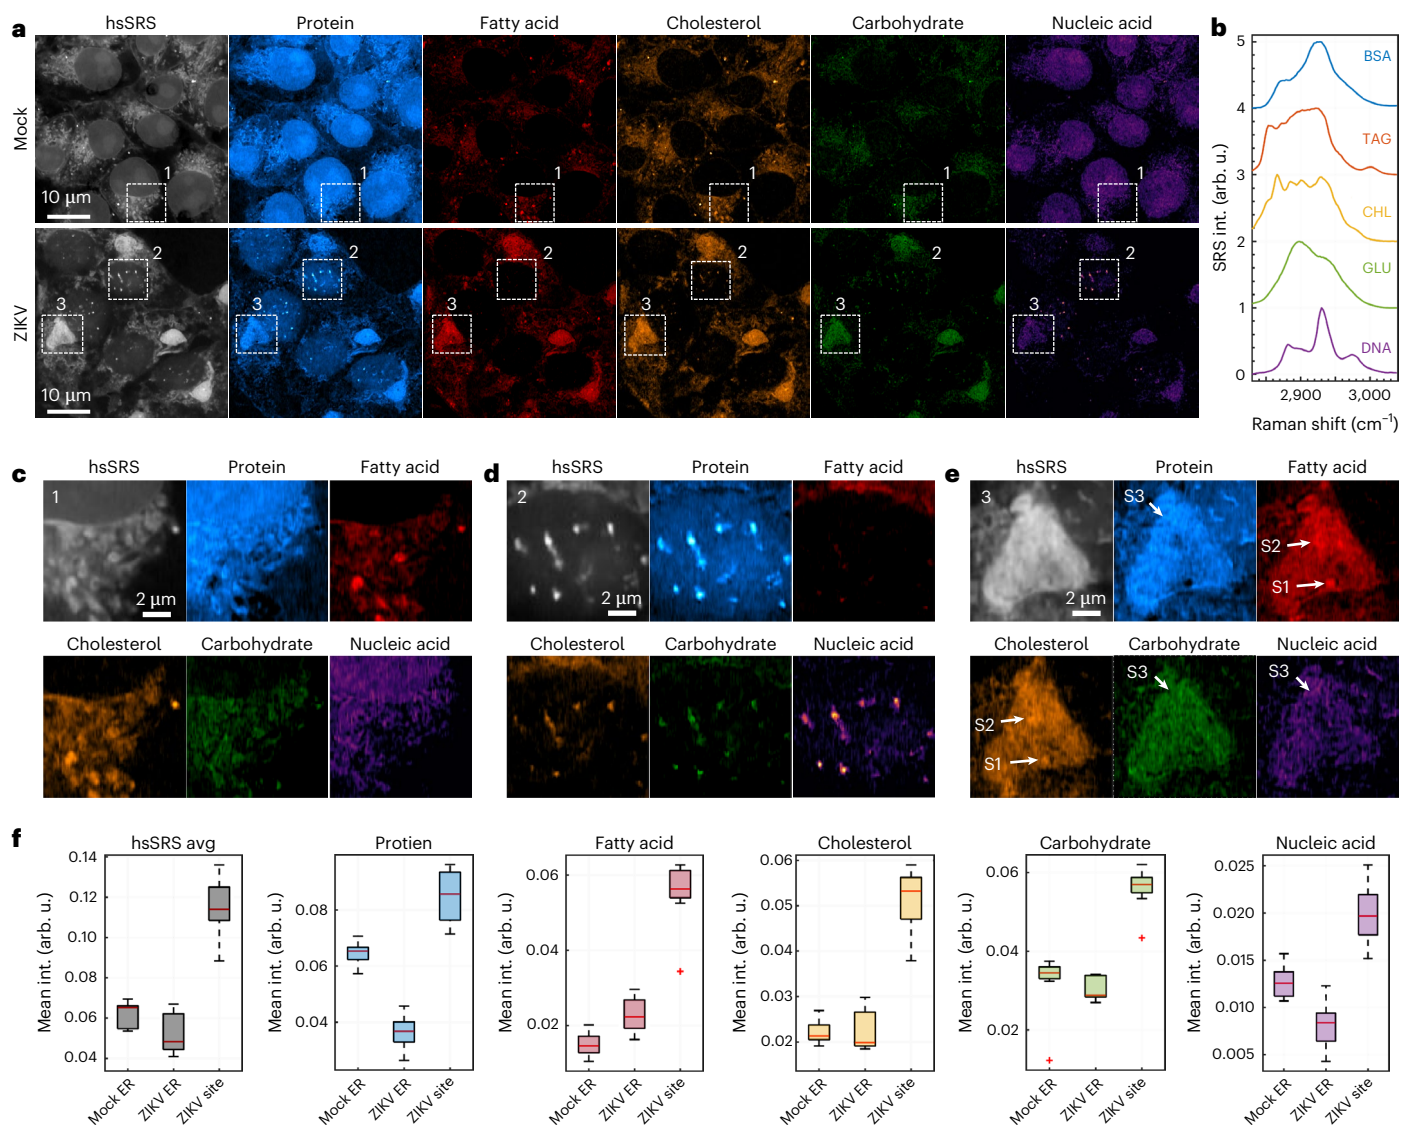 a
hsSRS Protein Fatty acid Cholesterol Carbohydrate Nucleic acid
Mock
10 µm
1 1 1 1 1 1
ZIKV
10 µm
2 2 2 2 2 2
3 3 3 3 3 3
b
SRS int. (arb. u.)
5
4
3
2
1
0
BSA
TAG
CHL
GLU
DNA
2,900 3,000
Raman shift (cm⁻¹)
c
hsSRS Protein Fatty acid
1
2 µm
Cholesterol Carbohydrate Nucleic acid
d
hsSRS Protein Fatty acid
2
2 µm
Cholesterol Carbohydrate Nucleic acid
e
hsSRS Protein Fatty acid
3
2 µm
S3
S2
S1
Cholesterol Carbohydrate Nucleic acid
S2
S1
S3
S3
f
hsSRS avg
Mean int. (arb. u.)
0.14
0.12
0.10
0.08
0.06
0.04
Mock ER ZIKV ER ZIKV site
Protien
Mean int. (arb. u.)
0.08
0.06
0.04
Mock ER ZIKV ER ZIKV site
Fatty acid
Mean int. (arb. u.)
0.06
0.04
0.02
Mock ER ZIKV ER ZIKV site
Cholesterol
Mean int. (arb. u.)
0.06
0.05
0.04
0.03
0.02
Mock ER ZIKV ER ZIKV site
Carbohydrate
Mean int. (arb. u.)
0.06
0.04
0.02
Mock ER ZIKV ER ZIKV site
Nucleic acid
Mean int. (arb. u.)
0.025
0.020
0.015
0.010
0.005
Mock ER ZIKV ER ZIKV site